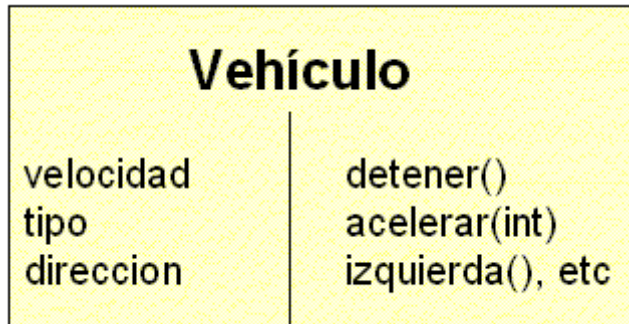 Vehículo
velocidad detener()
tipo acelerar(int)
direccion izquierda(), etc